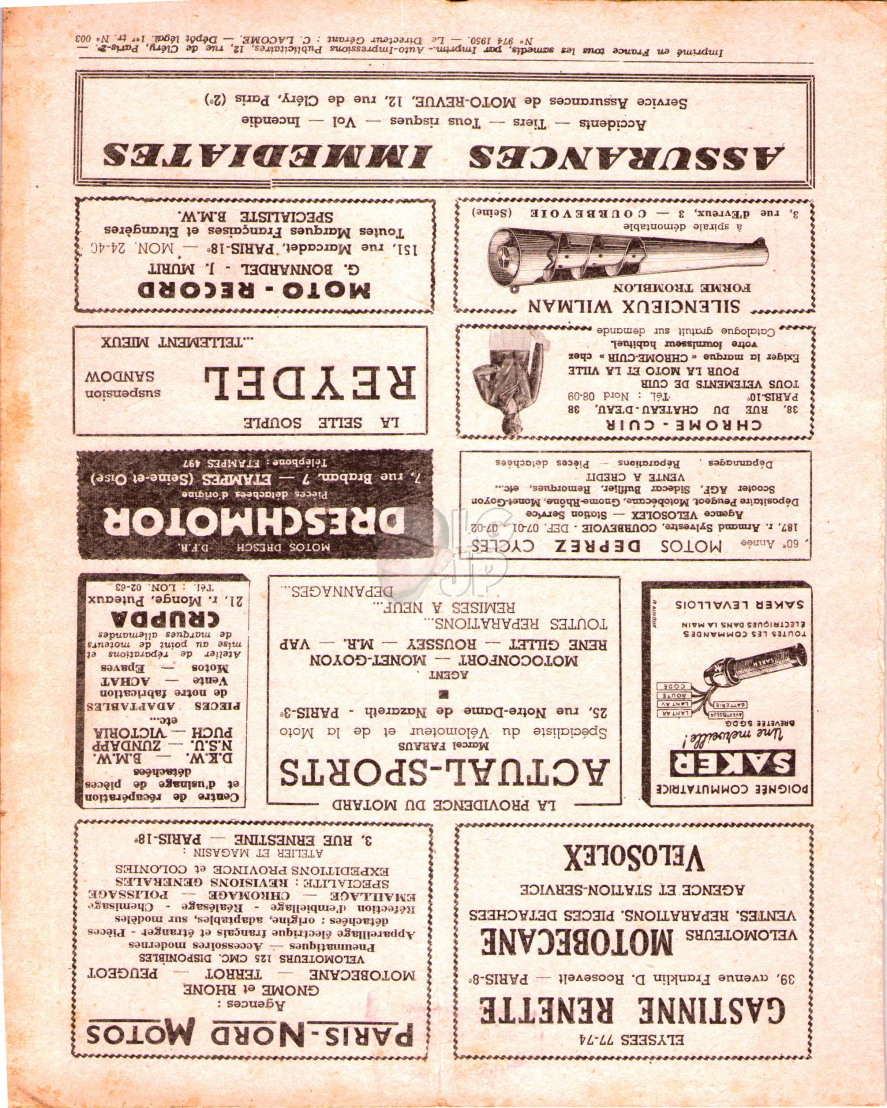 ELYSEES 77-74
GASTINNE RENETTE
39, avenue Franklin D. Roosevelt — PARIS-8e
VELOMOTEURS MOTOBECANE
VENTES, REPARATIONS, PIECES DETACHEES
AGENCE ET STATION-SERVICE
VELOSOLEX
PARIS-NORD MOTOS
Agences :
GNOME et RHONE
MOTOBECANE — TERROT — PEUGEOT
VELOMOTEURS 125 CMC. DISPONIBLES
Pneumatiques — Accessoires modernes
Appareillage électrique français et étranger - Pièces
détachées : origine, adaptables, sur modèles
Réfection d'embiellage - Réalésage - Chemisage
EMAILLAGE — CHROMAGE — POLISSAGE
SPECIALITE : REVISIONS GENERALES
EXPEDITIONS PROVINCE et COLONIES
ATELIER ET MAGASIN :
3, RUE ERNESTINE — PARIS-18e
POIGNÉE COMMUTATRICE
SAKER
Une merveille !
BREVETÉE S.G.D.G.
LANT.AR
AVERTISSEUR
LANT.AV
BATTERIE
ROUTE
CODE
SAKER
TOUTES LES COMMANDES
ÉLECTRIQUES DANS LA MAIN
SAKER LEVALLOIS
LA PROVIDENCE DU MOTARD
ACTUAL-SPORTS
Marcel FARAUS
Spécialiste du Vélomoteur et de la Moto
25, rue Notre-Dame de Nazareth - PARIS-3e
AGENT
MOTOCONFORT — MONET-GOYON
RENE GILLET — ROUSSEY — M.R. — VAP
TOUTES REPARATIONS...
REMISES A NEUF...
DEPANNAGES...
Centre de récupération
et d'usinage de pièces
détachées
D.K.W. — B.M.W.
N.S.U. — ZUNDAPP
PUCH — VICTORIA
etc...
PIECES ADAPTABLES
de notre fabrication
Vente — ACHAT
Motos — Epaves
Atelier de réparations et
mise au point de moteurs
de marques allemandes
CRUPDA
21, r. Monge, Puteaux
Tél. : LON. 02-63
60e Année MOTOS DEPREZ CYCLES
187, r. Armand Sylvestre, COURBEVOIE - DEF. 07-01, 07-02
Agence VELOSOLEX — Station Service
Dépositaire Peugeot, Motobécane, Gnome-Rhône, Monet-Goyon
Scooter AGF, Sidecar Bufflier, Remorques, etc...
VENTE A CREDIT
Dépannages - Réparations — Pièces détachées
MOTOS DRESCH D.F.R.
DRESCHMOTOR
Pièces détachées d'origine
7, rue Braban, 7 — ETAMPES (Seine-et-Oise)
Téléphone : ETAMPES 497
CHROME - CUIR
38, RUE DU CHATEAU-D'EAU, 38
PARIS-10e Tél. : Nord 08-09
TOUS VETEMENTS DE CUIR
POUR LA MOTO ET LA VILLE
Exiger la marque « CHROME-CUIR » chez
votre fournisseur habituel.
Catalogue gratuit sur demande
LA SELLE SOUPLE
REYDEL
suspension
SANDOW
...TELLEMENT MIEUX
SILENCIEUX WILMAN
FORME TROMBLON
à spirale démontable
3, rue d'Evreux, 3 — COURBEVOIE (Seine)
MOTO - RECORD
G. BONNARDEL - J. MURIT
151, rue Marcadet, PARIS-18e — MON. 24-40
Toutes Marques Françaises et Etrangères
SPECIALISTE B.M.W.
ASSURANCES IMMEDIATES
Accidents — Tiers — Tous risques — Vol — Incendie
Service Assurances de MOTO-REVUE, 12, rue de Cléry, Paris (2e)
Imprimé en France tous les samedis, par Imprim.- Auto-Impressions Publicitaires, 12, rue de Cléry, Paris-2e. —
N° 974 1950. — Le Directeur Gérant : C. LACOME. — Dépôt légal. 1er tr. N° 003